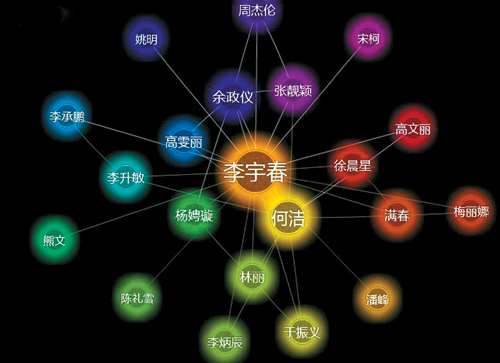 周杰伦
姚明
宋柯
余政仪
张靓颖
李承鹏
高雯丽
高文丽
李升敏
李宇春
徐晨星
杨娉璇
何洁
满春
梅丽娜
熊文
林丽
陈礼雪
潘峰
李炳辰
于振义